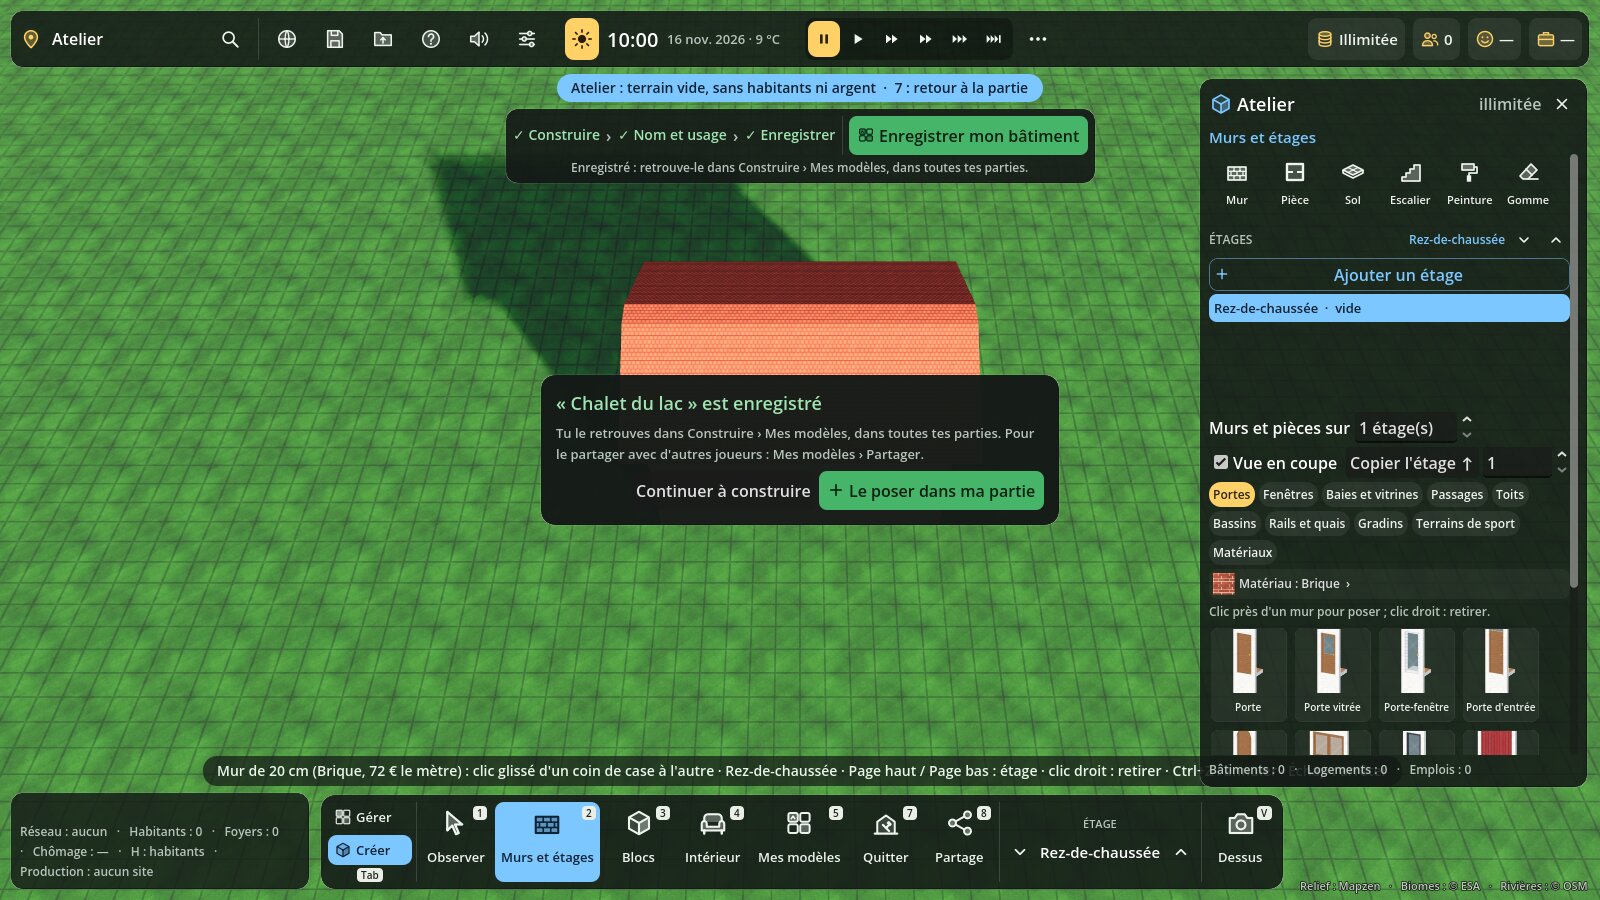 Atelier
10:00 16 nov. 2026 · 9 °C
Illimitée
0
—
—
Atelier : terrain vide, sans habitants ni argent · 7 : retour à la partie
✓ Construire › ✓ Nom et usage › ✓ Enregistrer
Enregistrer mon bâtiment
Enregistré : retrouve-le dans Construire › Mes modèles, dans toutes tes parties.
Atelier
illimitée
Murs et étages
Mur Pièce Sol Escalier Peinture Gomme
ÉTAGES
Rez-de-chaussée
+ Ajouter un étage
Rez-de-chaussée · vide
Murs et pièces sur 1 étage(s)
Vue en coupe Copier l'étage ↑ 1
Portes Fenêtres Baies et vitrines Passages Toits
Bassins Rails et quais Gradins Terrains de sport
Matériaux
Matériau : Brique ›
Clic près d'un mur pour poser ; clic droit : retirer.
Porte Porte vitrée Porte-fenêtre Porte d'entrée
Bâtiments : 0 · Logements : 0 · Emplois : 0
« Chalet du lac » est enregistré
Tu le retrouves dans Construire › Mes modèles, dans toutes tes parties. Pour
le partager avec d'autres joueurs : Mes modèles › Partager.
Continuer à construire
+ Le poser dans ma partie
Mur de 20 cm (Brique, 72 € le mètre) : clic glissé d'un coin de case à l'autre · Rez-de-chaussée · Page haut / Page bas : étage · clic droit : retirer · Ctrl-
Réseau : aucun · Habitants : 0 · Foyers : 0
· Chômage : — · H : habitants ·
Production : aucun site
Gérer
Créer
Tab
Observer 1
Murs et étages 2
Blocs 3
Intérieur 4
Mes modèles 5
Quitter 7
Partage 8
ÉTAGE
Rez-de-chaussée
Dessus V
Relief : Mapzen · Biomes : © ESA · Rivières : © OSM